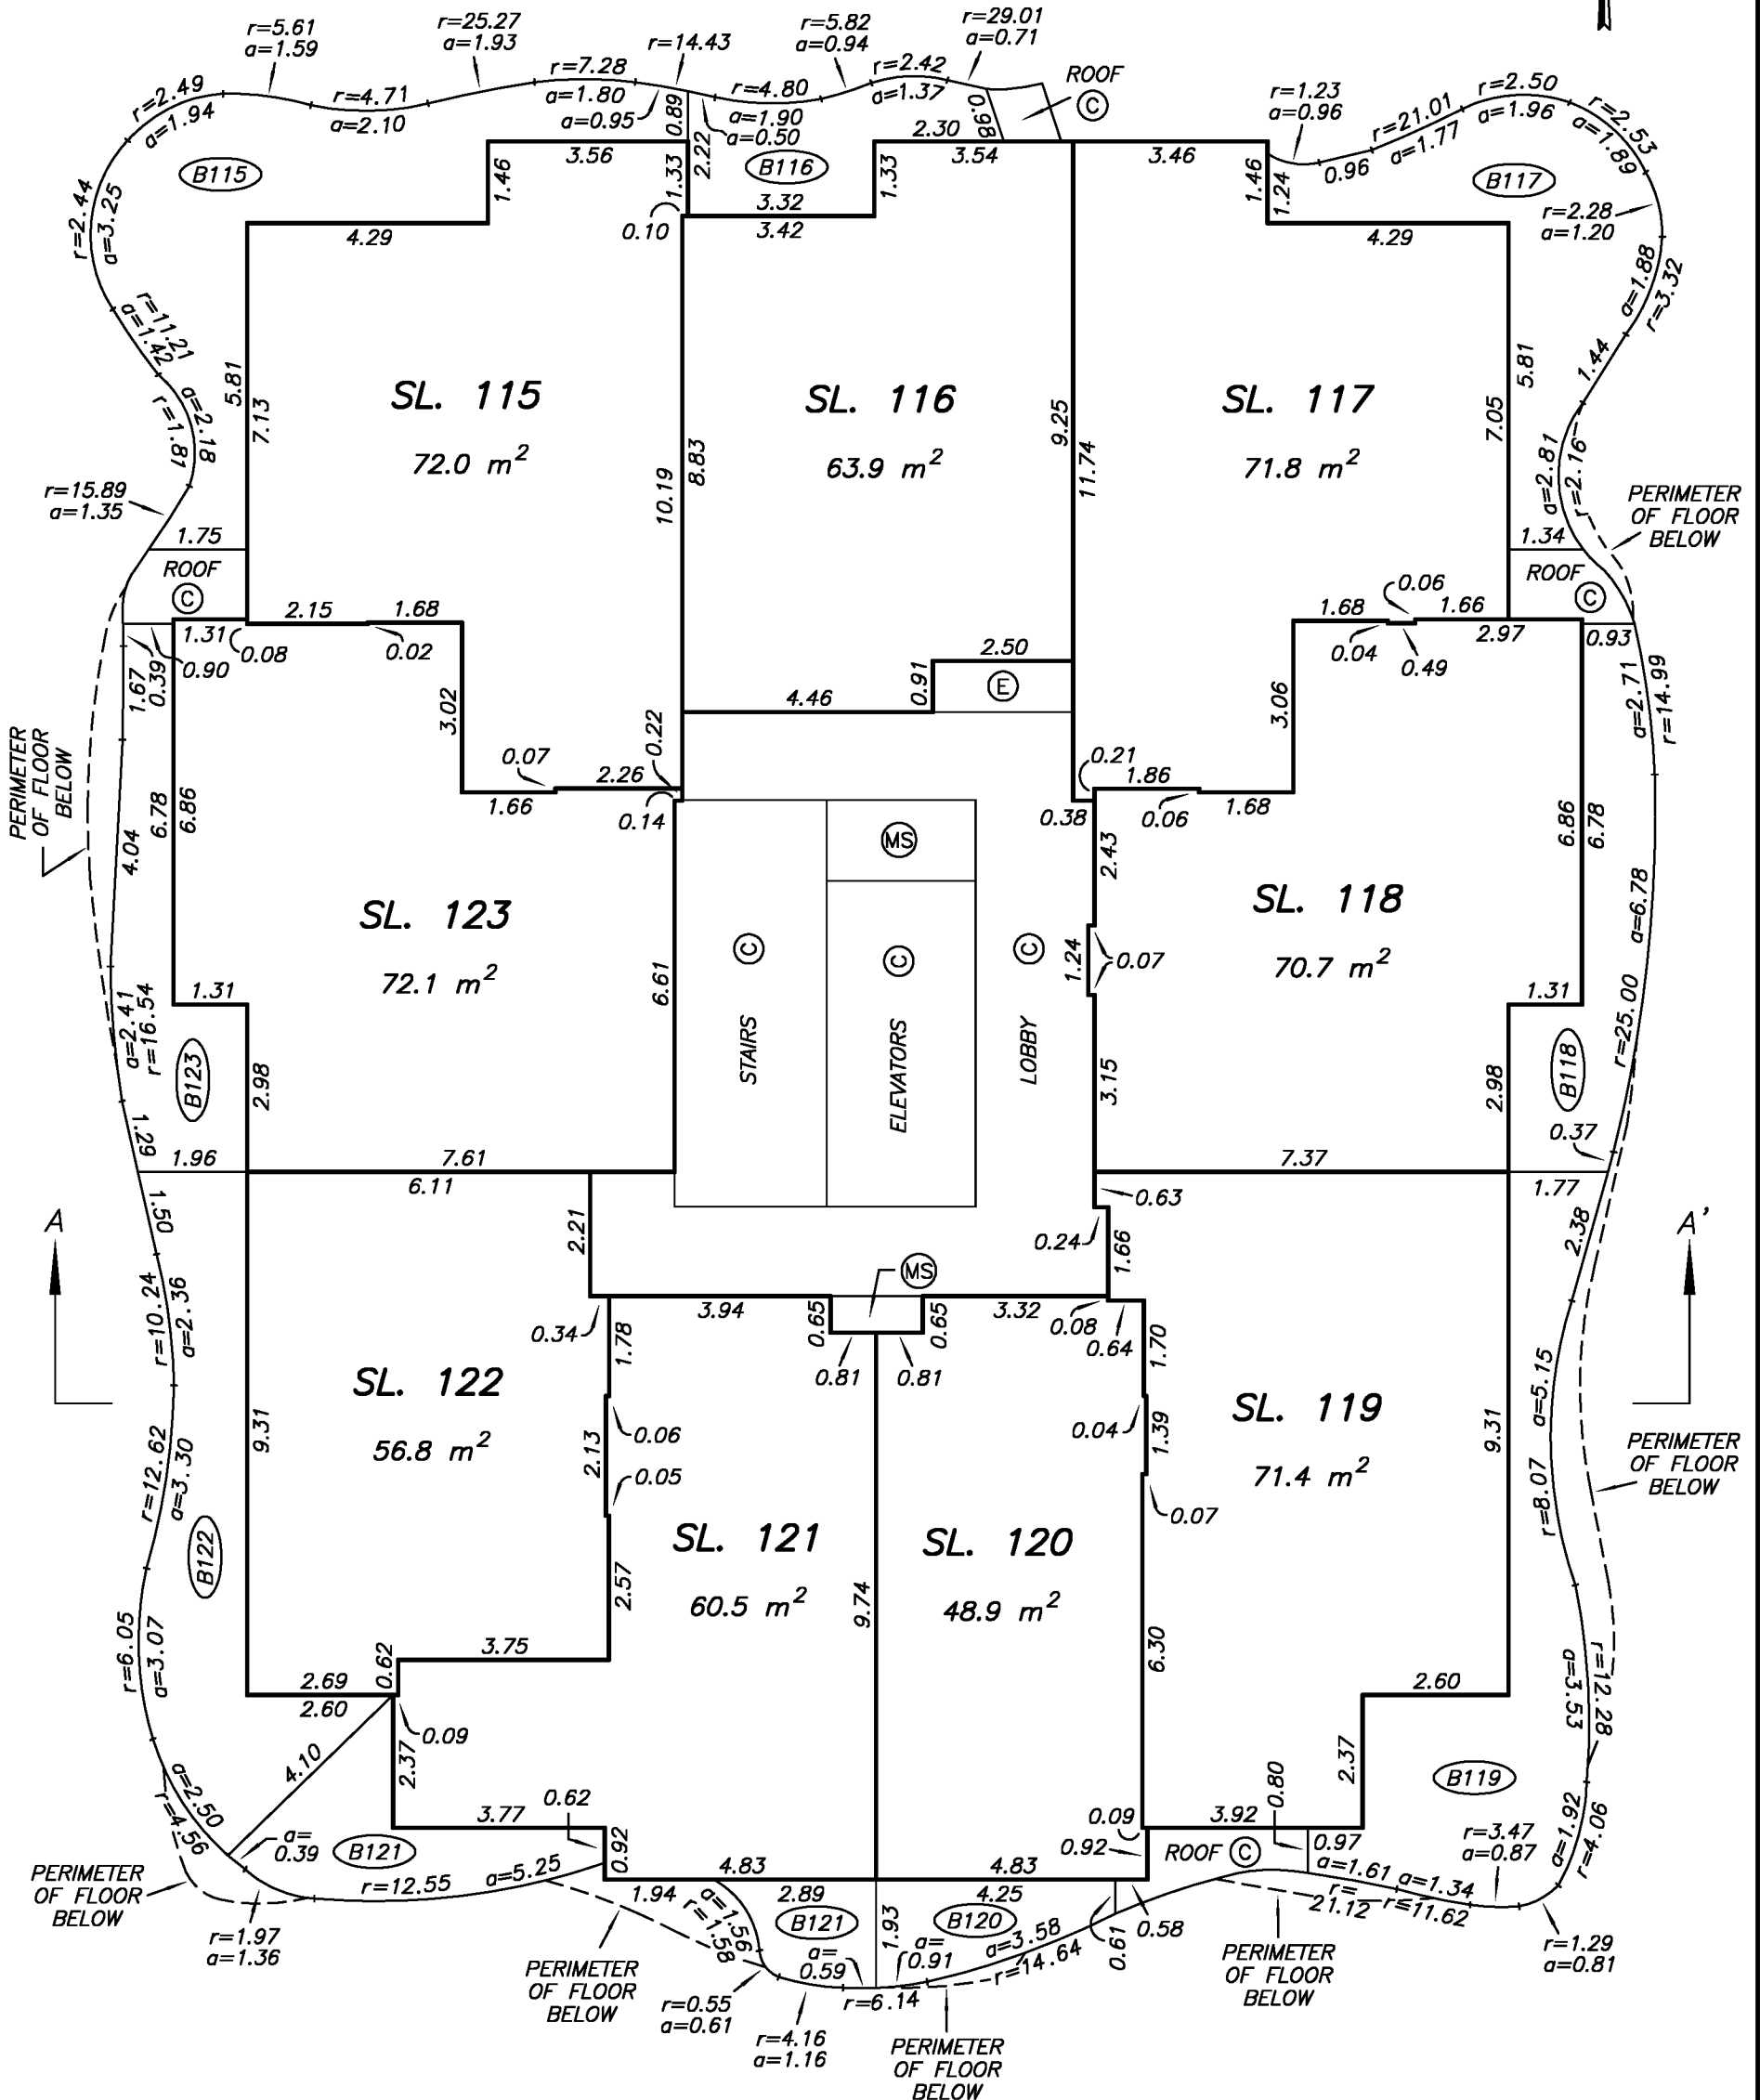 r=5.61
a=1.59
r=25.27
a=1.93
r=14.43
r=5.82
a=0.94
r=29.01
a=0.71
r=2.49
a=1.94
r=4.71
a=2.10
r=7.28
a=1.80
a=0.95
0.89
r=4.80
a=1.90
a=0.50
r=2.42
a=1.37
0.98
ROOF
C
r=1.23
a=0.96
r=21.01
a=1.77
r=2.50
a=1.96
r=2.53
a=1.89
0.96
B115
B116
B117
1.46
3.56
1.33
2.22
2.30
3.54
1.33
3.46
1.46
1.24
3.32
3.42
0.10
4.29
4.29
r=2.28
a=1.20
r=2.44
a=3.25
r=11.21
a=1.42
a=1.88
r=3.32
1.44
5.81
7.13
SL. 115
72.0 m²
10.19
8.83
SL. 116
63.9 m²
9.25
11.74
SL. 117
71.8 m²
7.05
5.81
a=2.18
r=1.81
a=2.81
r=2.16
r=15.89
a=1.35
PERIMETER
OF FLOOR
BELOW
1.75
ROOF
C
1.34
ROOF
C
1.31
0.08
2.15
1.68
0.02
0.90
0.39
1.67
1.68
0.06
1.66
0.04
0.49
2.97
0.93
2.50
0.91
E
4.46
3.02
3.06
a=2.71
r=14.99
PERIMETER
OF FLOOR
BELOW
0.07
2.26
0.22
1.66
0.14
0.21
1.86
0.38
0.06
1.68
4.04
6.78
6.86
SL. 123
72.1 m²
6.61
MS
C
STAIRS
C
ELEVATORS
C
LOBBY
2.43
1.24
0.07
3.15
SL. 118
70.7 m²
6.86
6.78
a=6.78
r=25.00
1.31
2.98
a=2.41
r=16.54
B123
1.31
2.98
B118
0.37
1.29
1.96
7.61
6.11
7.37
1.77
A
A'
1.50
2.21
0.63
0.24
1.66
2.38
MS
r=10.24
a=2.36
0.34
3.94
0.65
0.65
3.32
0.08
0.64
1.78
0.81
0.81
1.70
SL. 122
56.8 m²
9.31
2.13
0.06
0.05
0.04
1.39
0.07
SL. 119
71.4 m²
9.31
a=5.15
r=8.07
PERIMETER
OF FLOOR
BELOW
r=12.62
a=3.30
B122
SL. 121
60.5 m²
9.74
SL. 120
48.9 m²
2.57
6.30
r=6.05
a=3.07
2.69
2.60
0.62
3.75
0.09
2.60
a=3.53
r=12.28
4.10
2.37
2.37
B119
a=2.50
r=4.56
a=
0.39
B121
3.77
0.62
0.92
0.09
0.92
3.92
0.80
0.97
ROOF C
r=3.47
a=0.87
a=1.92
r=4.06
PERIMETER
OF FLOOR
BELOW
r=12.55
a=5.25
4.83
4.83
1.94
2.89
4.25
a=1.61
r=
21.12
a=1.34
r=11.62
r=1.97
a=1.36
a=1.56
r=1.58
B121
1.93
B120
a=
0.59
a=
0.91
a=3.58
r=14.64
0.61
0.58
r=1.29
a=0.81
PERIMETER
OF FLOOR
BELOW
PERIMETER
OF FLOOR
BELOW
r=0.55
a=0.61
r=6.14
r=4.16
a=1.16
PERIMETER
OF FLOOR
BELOW